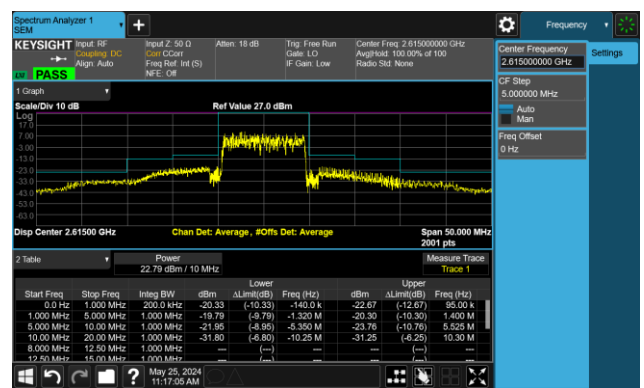 Spectrum Analyzer 1
SEM
+
Frequency
KEYSIGHT
Input: RF
Coupling: DC
Align: Auto
Input Z: 50 Ω
Corr CCorr
Freq Ref: Int (S)
NFE: Off
Atten: 18 dB
Trig: Free Run
Gate: LO
IF Gain: Low
Center Freq: 2.615000000 GHz
Avg|Hold: 100.00% of 100
Radio Std: None
PASS
Center Frequency
2.615000000 GHz
Settings
CF Step
5.000000 MHz
Auto
Man
Freq Offset
0 Hz
1 Graph
Scale/Div 10 dB
Ref Value 27.0 dBm
Log
17.0
7.00
-3.00
-13.0
-23.0
-33.0
-43.0
-53.0
-63.0
Disp Center 2.61500 GHz
Chan Det: Average , #Offs Det: Average
Span 50.000 MHz
2001 pts
2 Table
Power
22.79 dBm / 10 MHz
Measure Trace
Trace 1
Lower Upper
Start Freq Stop Freq Integ BW dBm ΔLimit(dB) Freq (Hz) dBm ΔLimit(dB) Freq (Hz)
0.0 Hz 1.000 MHz 200.0 kHz -20.33 (-10.33) -140.0 k -22.67 (-12.67) 95.00 k
1.000 MHz 5.000 MHz 1.000 MHz -19.79 (-9.79) -1.320 M -20.30 (-10.30) 1.400 M
5.000 MHz 10.00 MHz 1.000 MHz -21.95 (-8.95) -5.350 M -23.76 (-10.76) 5.525 M
10.00 MHz 20.00 MHz 1.000 MHz -31.80 (-6.80) -10.25 M -31.25 (-6.25) 10.30 M
8.000 MHz 12.50 MHz 1.000 MHz --- (---) --- --- (---) ---
12.50 MHz 15.00 MHz 1.000 MHz --- (---) --- --- (---) ---
?
May 25, 2024
11:17:05 AM